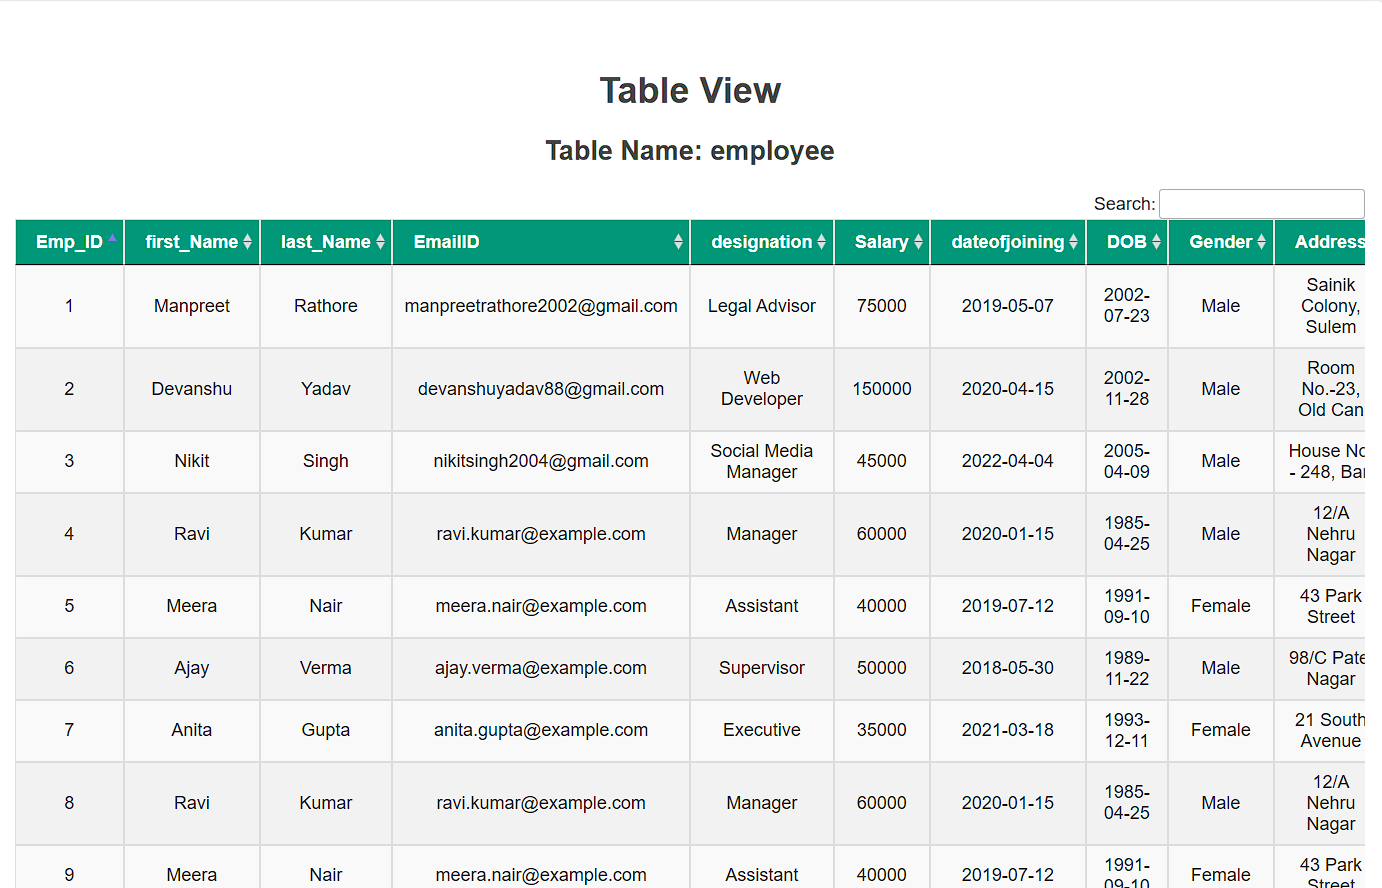 Table View
Table Name: employee
Search:
Emp_ID first_Name last_Name EmailID designation Salary dateofjoining DOB Gender Address
1 Manpreet Rathore manpreetrathore2002@gmail.com Legal Advisor 75000 2019-05-07 2002-07-23 Male Sainik Colony, Sulem
2 Devanshu Yadav devanshuyadav88@gmail.com Web Developer 150000 2020-04-15 2002-11-28 Male Room No.-23, Old Can
3 Nikit Singh nikitsingh2004@gmail.com Social Media Manager 45000 2022-04-04 2005-04-09 Male House No - 248, Bar
4 Ravi Kumar ravi.kumar@example.com Manager 60000 2020-01-15 1985-04-25 Male 12/A Nehru Nagar
5 Meera Nair meera.nair@example.com Assistant 40000 2019-07-12 1991-09-10 Female 43 Park Street
6 Ajay Verma ajay.verma@example.com Supervisor 50000 2018-05-30 1989-11-22 Male 98/C Pate Nagar
7 Anita Gupta anita.gupta@example.com Executive 35000 2021-03-18 1993-12-11 Female 21 South Avenue
8 Ravi Kumar ravi.kumar@example.com Manager 60000 2020-01-15 1985-04-25 Male 12/A Nehru Nagar
9 Meera Nair meera.nair@example.com Assistant 40000 2019-07-12 1991-09-10 Female 43 Park Street